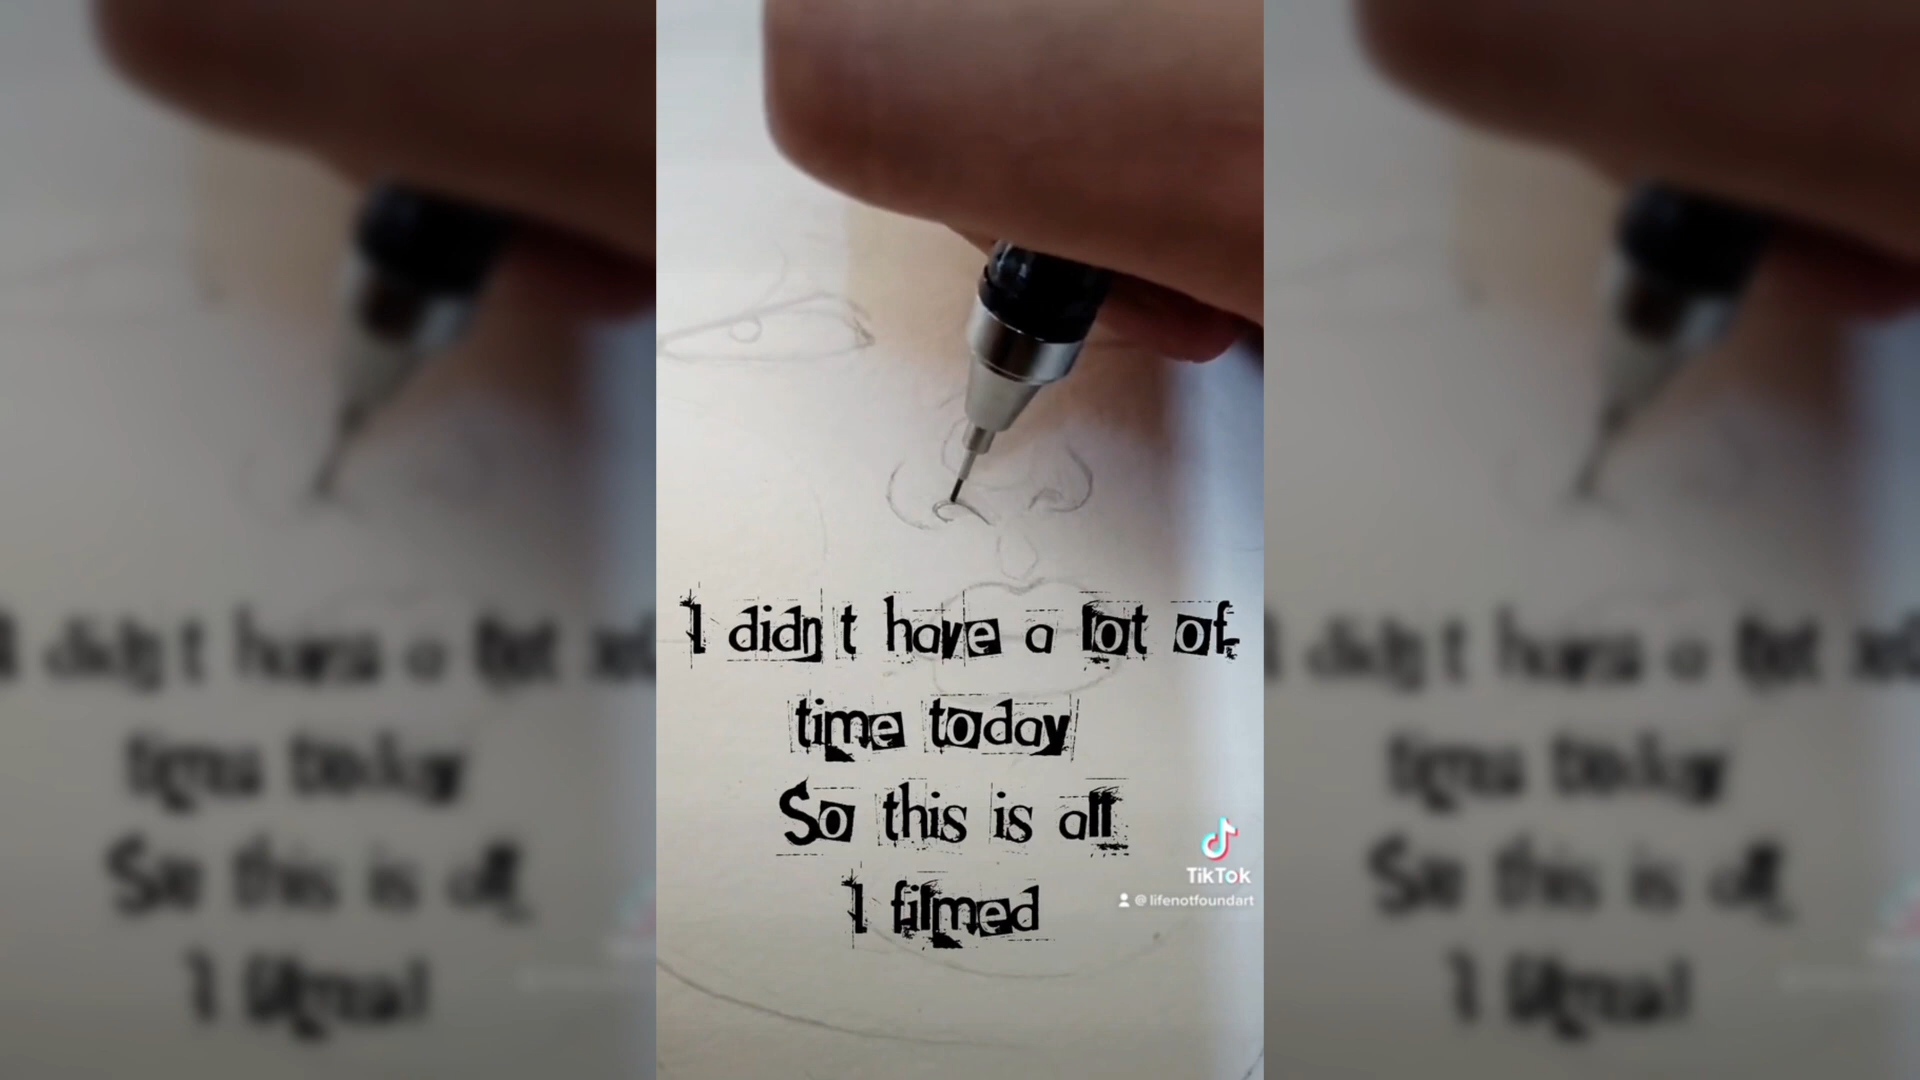 I didn t have a lot of
time today
So this is all
I filmed
TikTok
@lifenotfoundart